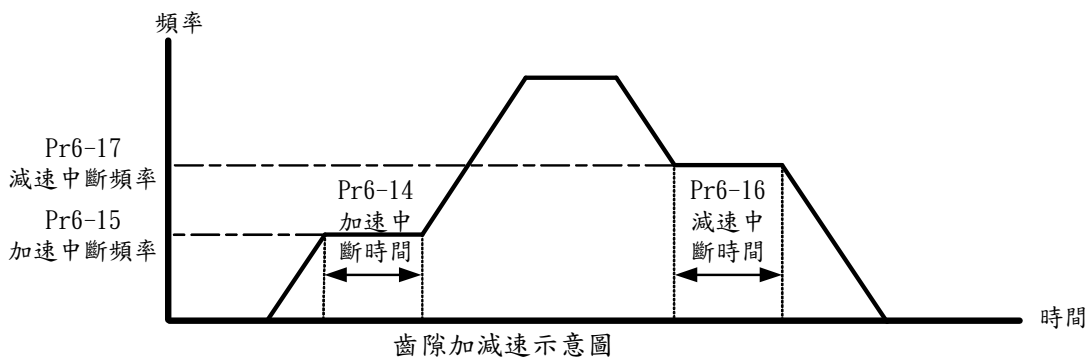 頻率
Pr6-17
減速中斷頻率
Pr6-15
加速中斷頻率
Pr6-14
加速中
斷時間
Pr6-16
減速中
斷時間
時間
齒隙加減速示意圖